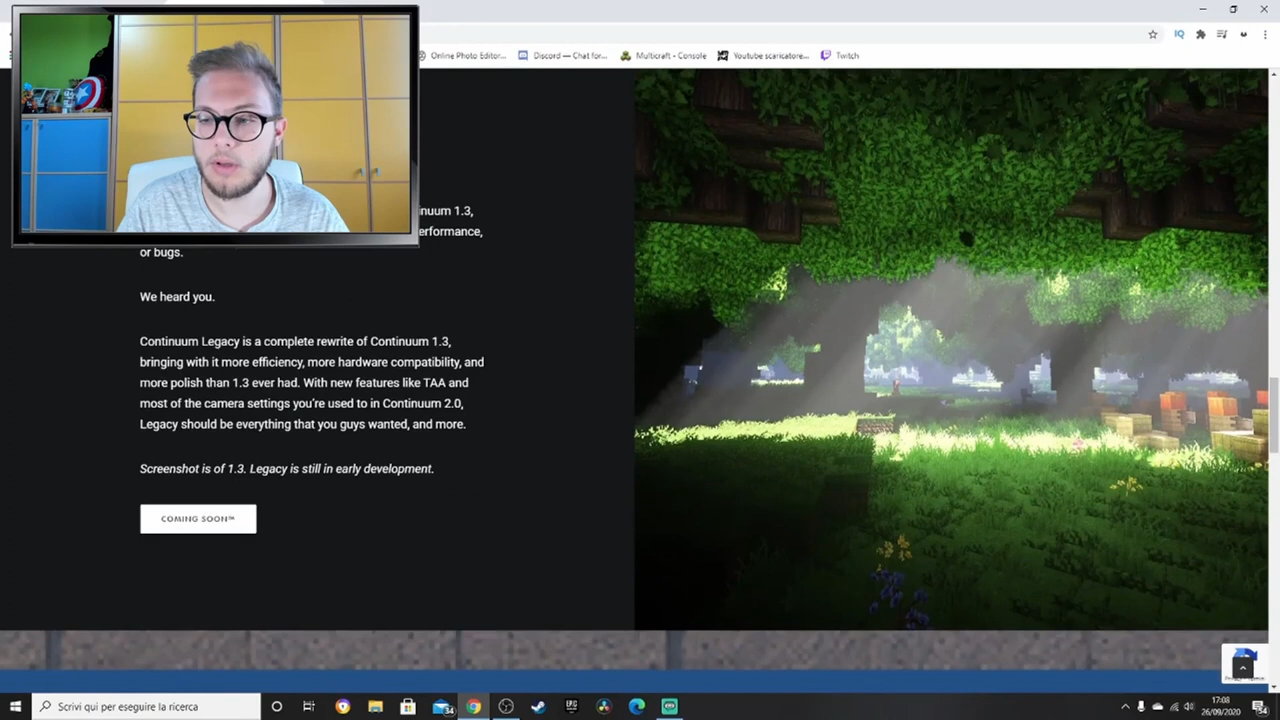 Online Photo Editor...
Discord — Chat for...
Multicraft - Console
Youtube scaricatore...
Twitch
inuum 1.3,
erformance,
or bugs.
We heard you.
Continuum Legacy is a complete rewrite of Continuum 1.3,
bringing with it more efficiency, more hardware compatibility, and
more polish than 1.3 ever had. With new features like TAA and
most of the camera settings you're used to in Continuum 2.0,
Legacy should be everything that you guys wanted, and more.
Screenshot is of 1.3. Legacy is still in early development.
COMING SOON™
Scrivi qui per eseguire la ricerca
EPIC
17:08
26/09/2020